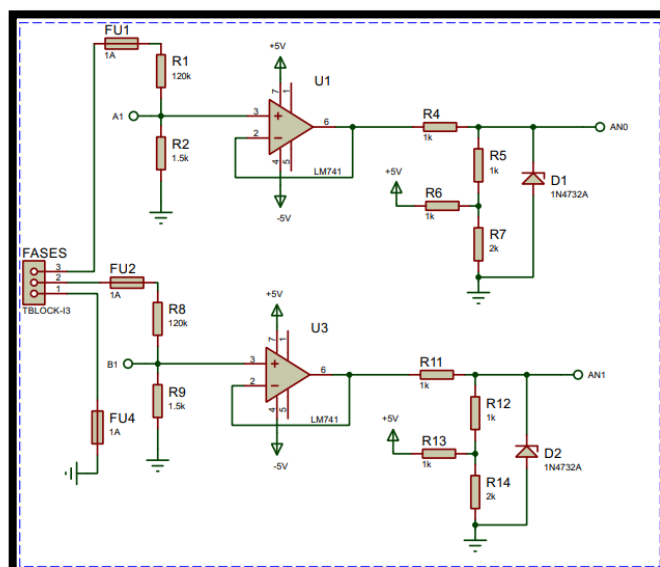 FU1
1A
R1
120k
A1
R2
1.5k
+5V
7
1
U1
3
2
6
4
5
LM741
-5V
R4
1k
AN0
R5
1k
+5V
R6
1k
R7
2k
D1
1N4732A
FASES
3
2
1
TBLOCK-I3
FU2
1A
R8
120k
B1
R9
1.5k
FU4
1A
+5V
7
1
U3
3
2
6
4
5
LM741
-5V
R11
1k
AN1
R12
1k
+5V
R13
1k
R14
2k
D2
1N4732A